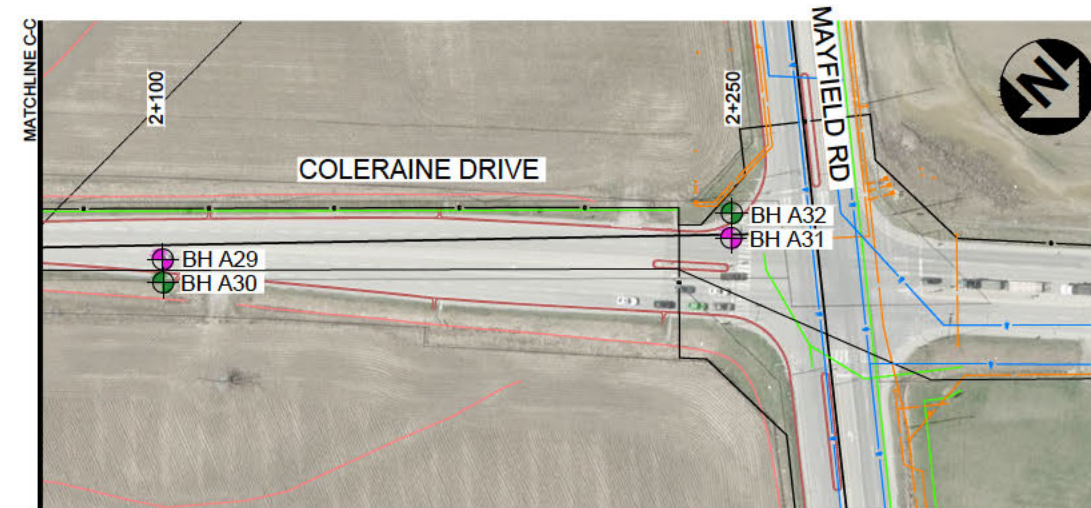 MATCHLINE C-C
2+100
2+250
MAYFIELD RD
N
COLERAINE DRIVE
BH A32
BH A31
BH A29
BH A30